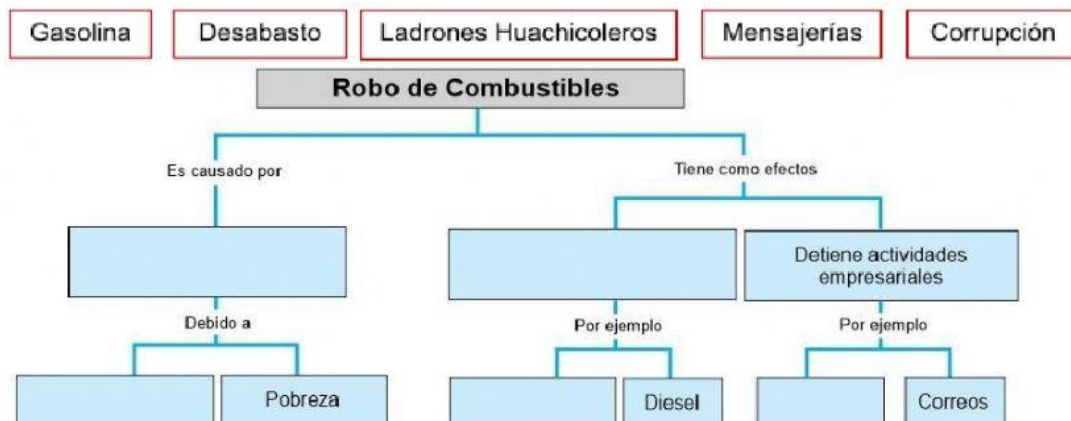 Gasolina
Desabasto
Ladrones Huachicoleros
Mensajerías
Corrupción
Robo de Combustibles
Es causado por
Tiene como efectos
Detiene actividades
empresariales
Debido a
Por ejemplo
Por ejemplo
Pobreza
Diesel
Correos